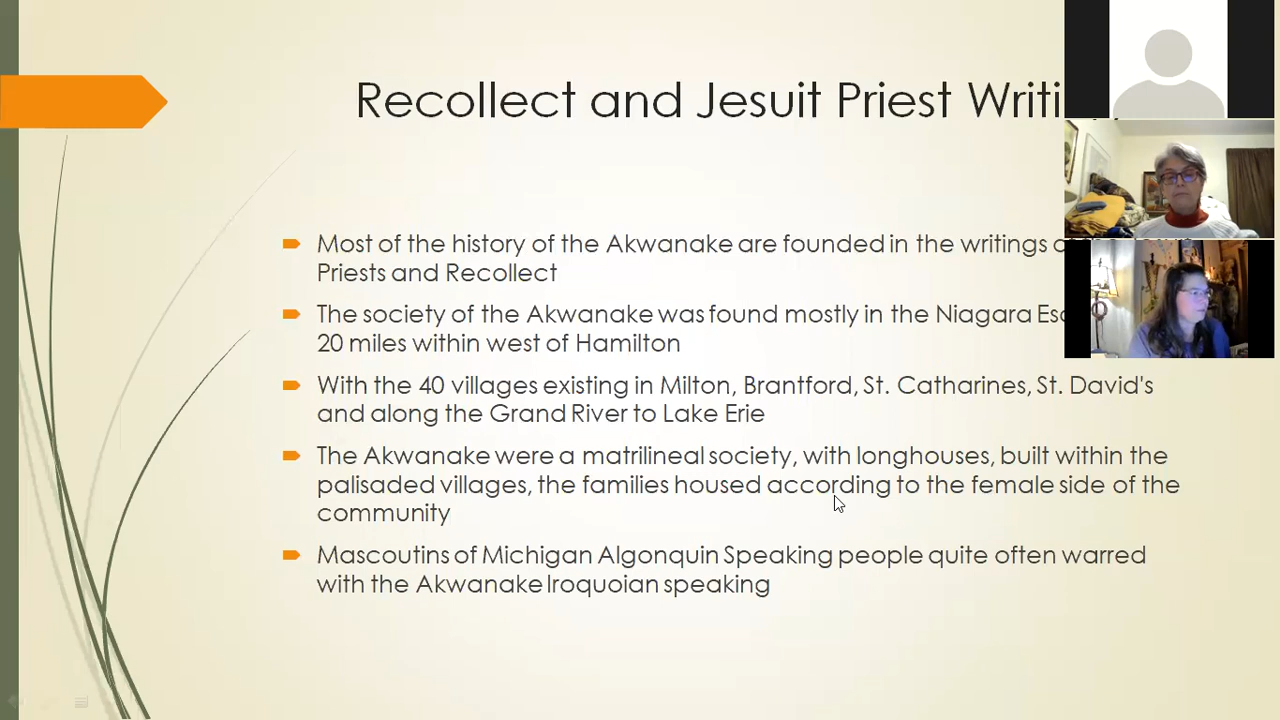 Recollect and Jesuit Priest
Most of the history of the Akwanake are founded in the writings
Priests and Recollect
The society of the Akwanake was found mostly in the Niagara
20 miles within west of Hamilton
With the 40 villages existing in Milton, Brantford, St. Catharines, St. David's
and along the Grand River to Lake Erie
The Akwanake were a matrilineal society, with longhouses, built within the
palisaded villages, the families housed according to the female side of the
community
Mascoutins of Michigan Algonquin Speaking people quite often warred
with the Akwanake Iroquoian speaking